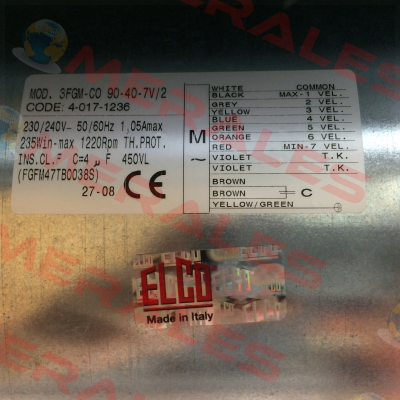 MOD. 3FGM-CO 90-40-7V/2
CODE: 4-017-1236
230/240V~ 50/60Hz 1,05Amax
235Win-max 1220Rpm TH.PROT.
INS.CL.F C=4 µF 450VL
(FGFM47TB0038S)
27-08 CE
M
~
WHITE COMMON
BLACK MAX-1 VEL.
GREY 2 VEL.
YELLOW 3 VEL.
BLUE 4 VEL.
GREEN 5 VEL.
ORANGE 6 VEL.
RED MIN-7 VEL.
VIOLET T.K.
VIOLET T.K.
BROWN
BROWN C
YELLOW/GREEN
ELCO
Made in Italy
MERALES